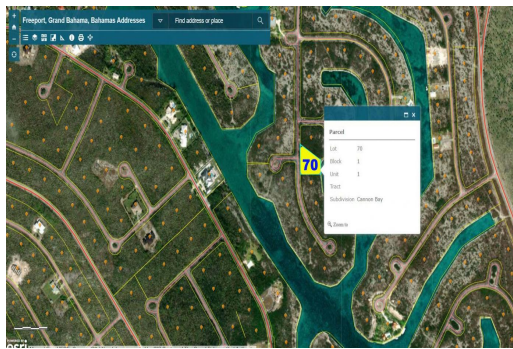 Freeport, Grand Bahama, Bahamas Addresses
Find address or place
Parcel
Lot 70
Block 1
Unit 1
Tract
Subdivision Cannon Bay
Zoom to
70
esri